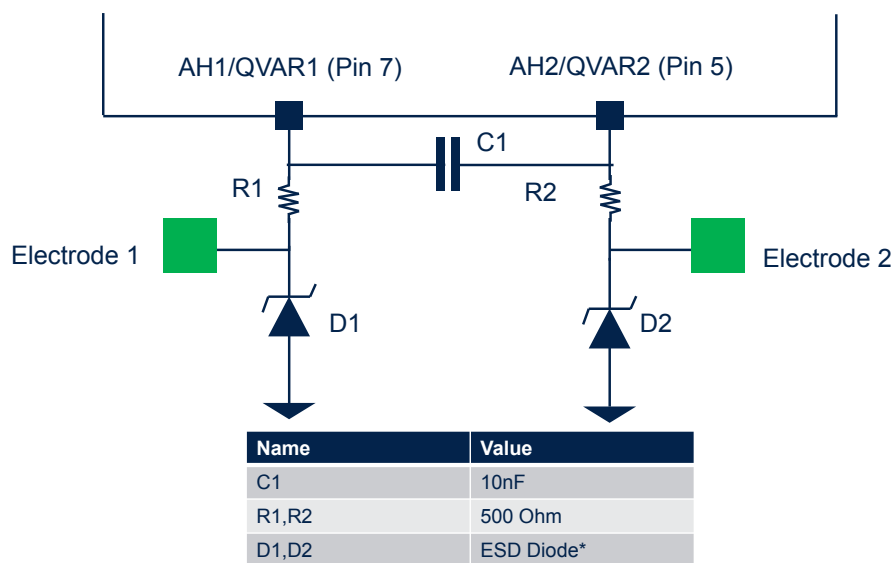 AH1/QVAR1 (Pin 7)
AH2/QVAR2 (Pin 5)
C1
R1
R2
Electrode 1
Electrode 2
D1
D2
Name Value
C1 10nF
R1,R2 500 Ohm
D1,D2 ESD Diode*